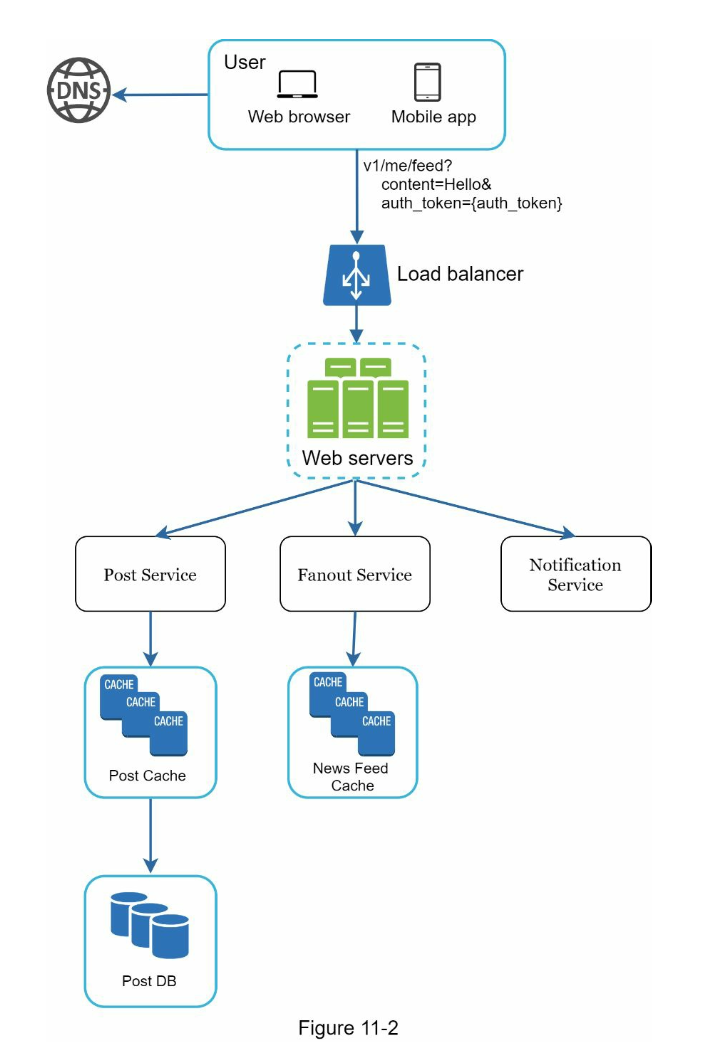 User
DNS
Web browser
Mobile app
v1/me/feed?
content=Hello&
auth_token={auth_token}
Load balancer
Web servers
Post Service
Fanout Service
Notification
Service
CACHE
CACHE
CACHE
Post Cache
CACHE
CACHE
CACHE
News Feed
Cache
Post DB
Figure 11-2